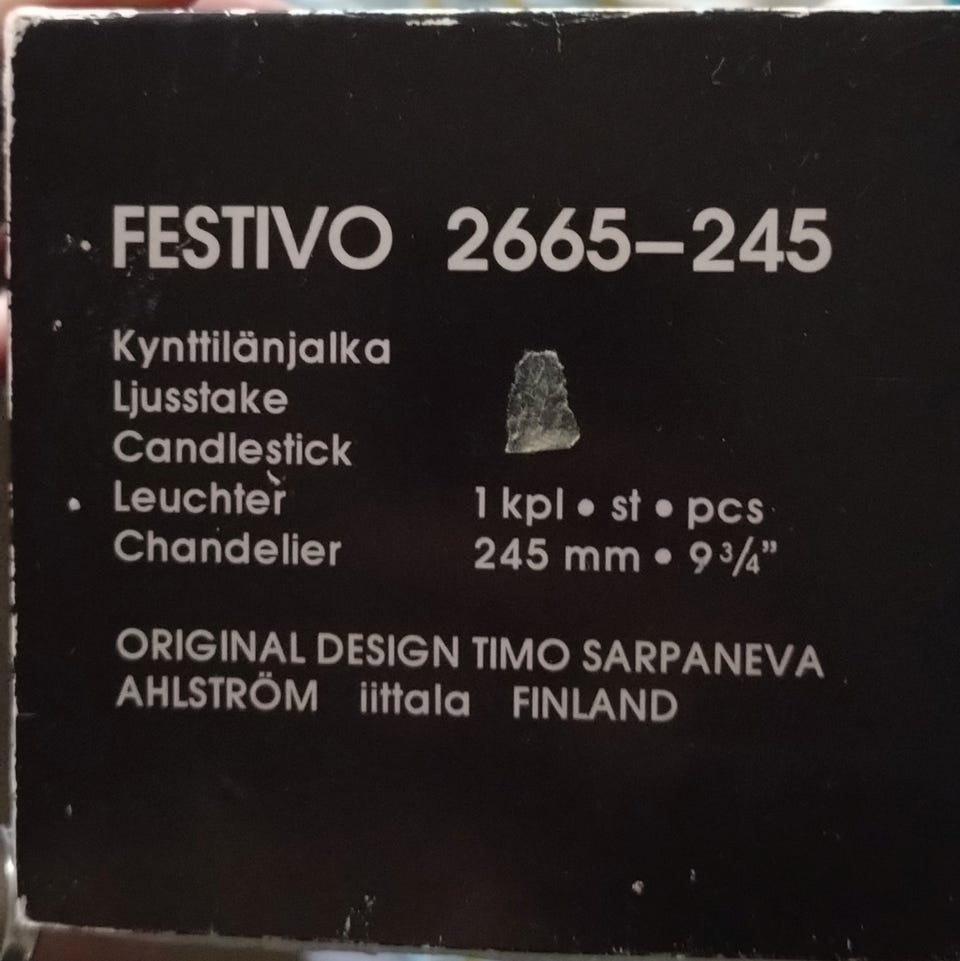 FESTIVO 2665–245
Kynttilänjalka
Ljusstake
Candlestick
Leuchter
Chandelier
1 kpl • st • pcs
245 mm • 9 3/4”
ORIGINAL DESIGN TIMO SARPANEVA
AHLSTRÖM iittala FINLAND